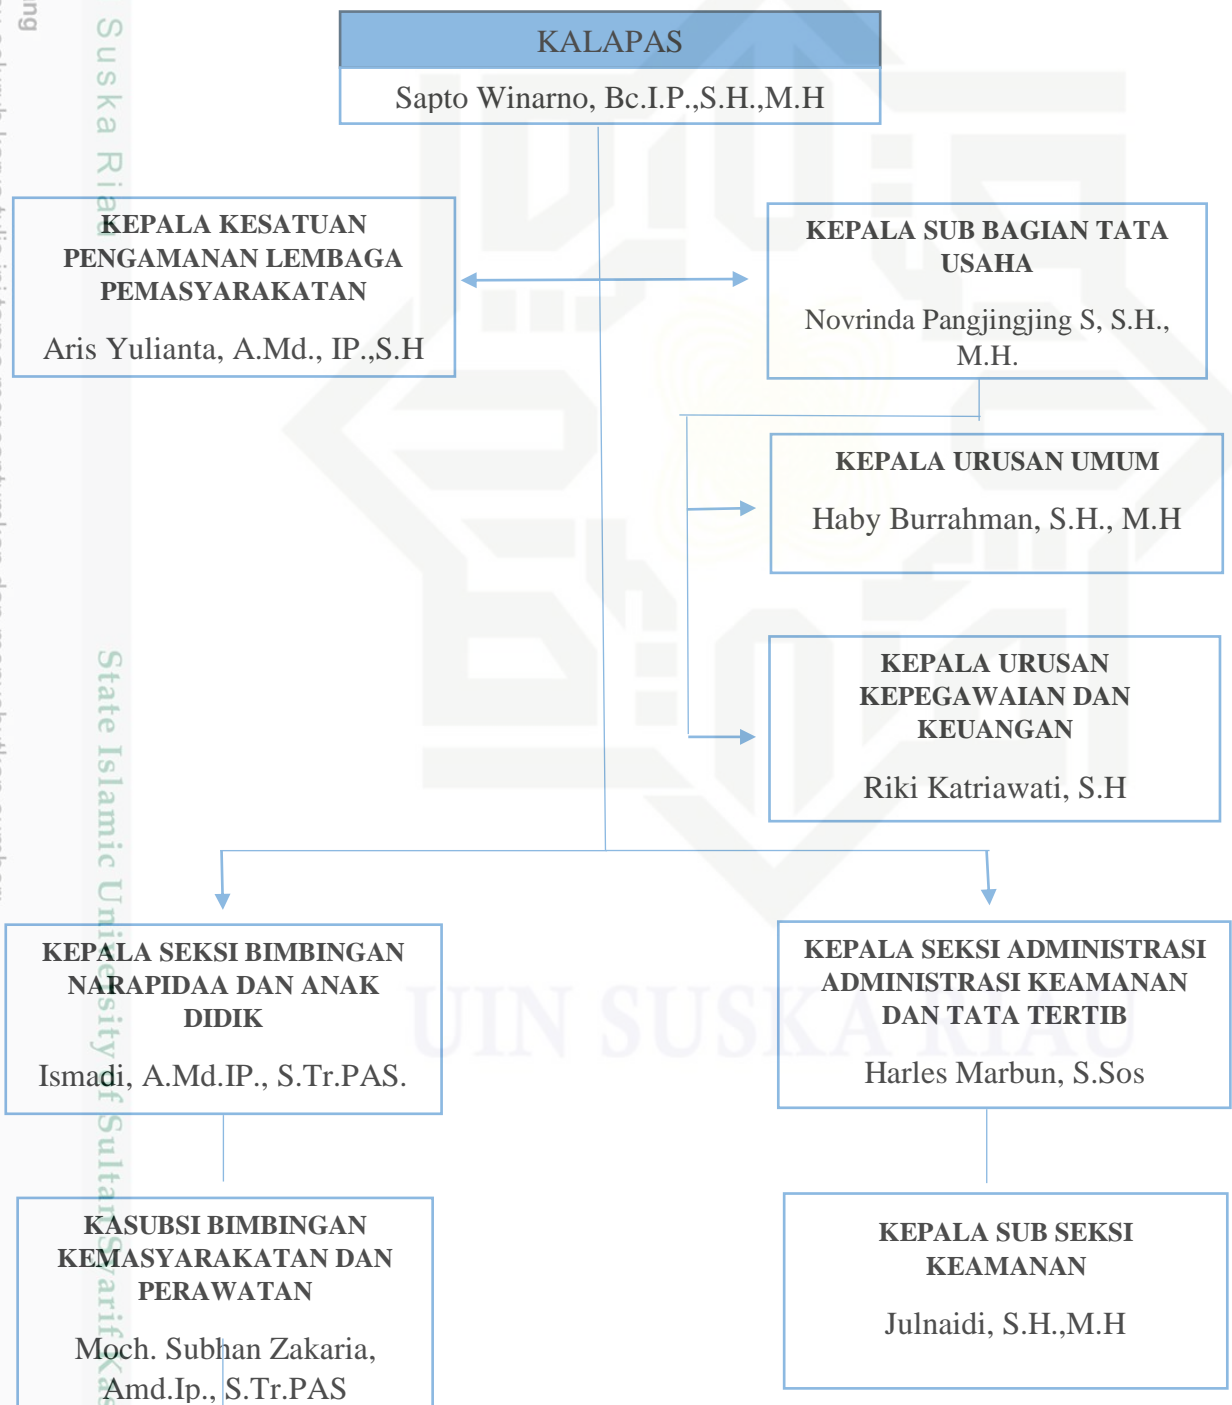 KALAPAS
Sapto Winarno, Bc.I.P.,S.H.,M.H
KEPALA KESATUAN
PENGAMANAN LEMBAGA
PEMASYARAKATAN
Aris Yulianta, A.Md., IP.,S.H
KEPALA SUB BAGIAN TATA
USAHA
Novrinda Pangjingjing S, S.H.,
M.H.
KEPALA URUSAN UMUM
Haby Burrahman, S.H., M.H
KEPALA URUSAN
KEPEGAWAIAN DAN
KEUANGAN
Riki Katriawati, S.H
KEPALA SEKSI BIMBINGAN
NARAPIDAA DAN ANAK
DIDIK
Ismadi, A.Md.IP., S.Tr.PAS.
KEPALA SEKSI ADMINISTRASI
ADMINISTRASI KEAMANAN
DAN TATA TERTIB
Harles Marbun, S.Sos
KASUBSI BIMBINGAN
KEMASYARAKATAN DAN
PERAWATAN
Moch. Subhan Zakaria,
Amd.Ip., S.Tr.PAS
KEPALA SUB SEKSI
KEAMANAN
Julnaidi, S.H.,M.H
UIN SUSKA RIAU
Suska Riau
State Islamic University of Sultan Syarif